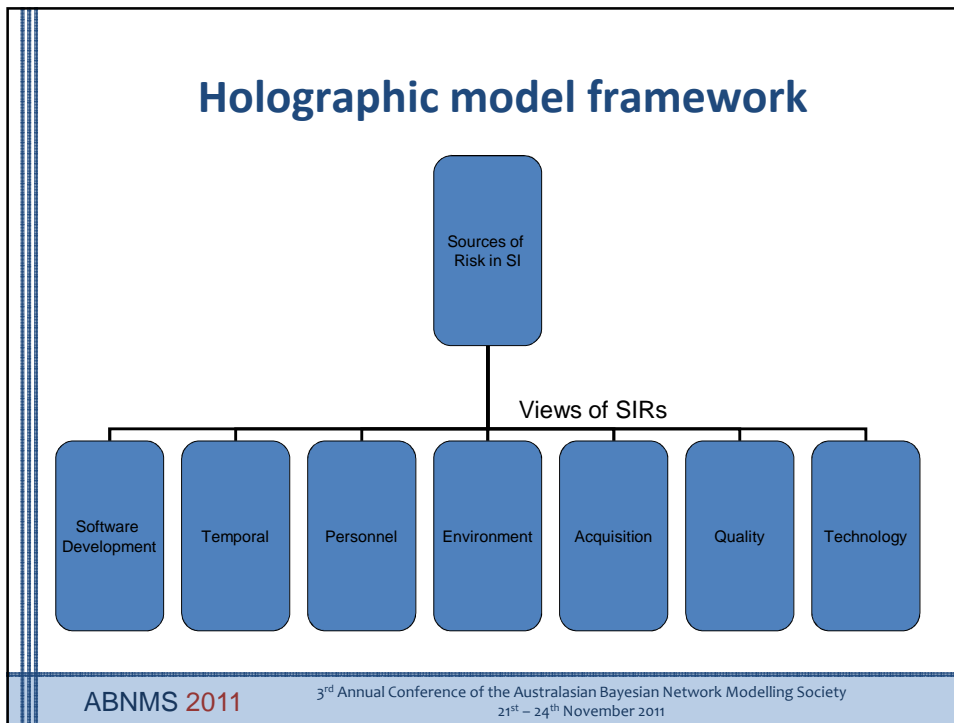 Holographic model framework
Sources of
Risk in SI
Views of SIRs
Software
Development
Temporal
Personnel
Environment
Acquisition
Quality
Technology
ABNMS 2011
3rd Annual Conference of the Australasian Bayesian Network Modelling Society
21st – 24th November 2011